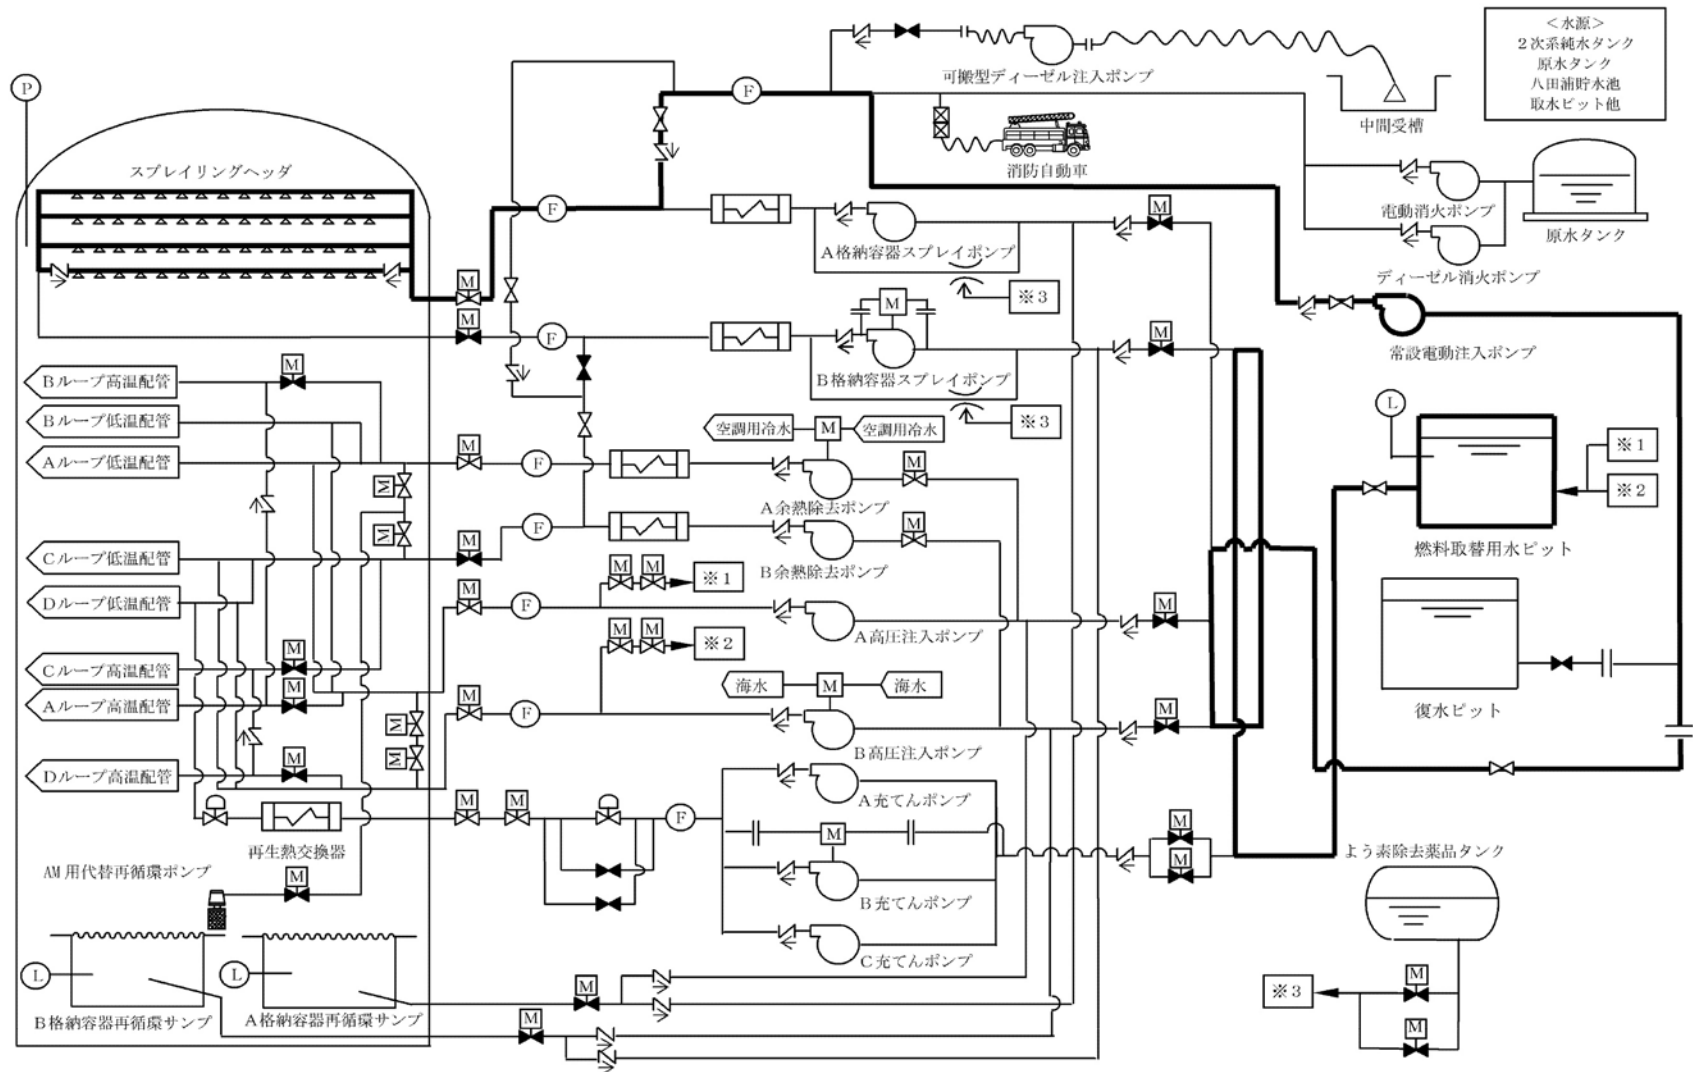 <水源>
2次系純水タンク
原水タンク
八田浦貯水池
取水ピット他
P
F
可搬型ディーゼル注入ポンプ
中間受槽
消防自動車
スプレイリングヘッダ
電動消火ポンプ
原水タンク
ディーゼル消火ポンプ
F
M
A格納容器スプレイポンプ
※3
M
M
F
M
M
B格納容器スプレイポンプ
※3
常設電動注入ポンプ
Bループ高温配管
M
Bループ低温配管
空調用冷水
M
空調用冷水
L
Aループ低温配管
M
F
M
※1
※2
M
A余熱除去ポンプ
M
M
F
M
燃料取替用水ピット
Cループ低温配管
B余熱除去ポンプ
M
M
※1
Dループ低温配管
M
F
A高圧注入ポンプ
M
M
M
※2
Cループ高温配管
M
海水
M
海水
Aループ高温配管
M
M
F
M
復水ピット
M
B高圧注入ポンプ
Dループ高温配管
M
M
A充てんポンプ
M
M
F
M
M
再生熱交換器
M
よう素除去薬品タンク
AM用代替再循環ポンプ
M
B充てんポンプ
C充てんポンプ
L
L
M
M
※3
B格納容器再循環サンプ
A格納容器再循環サンプ
M
M